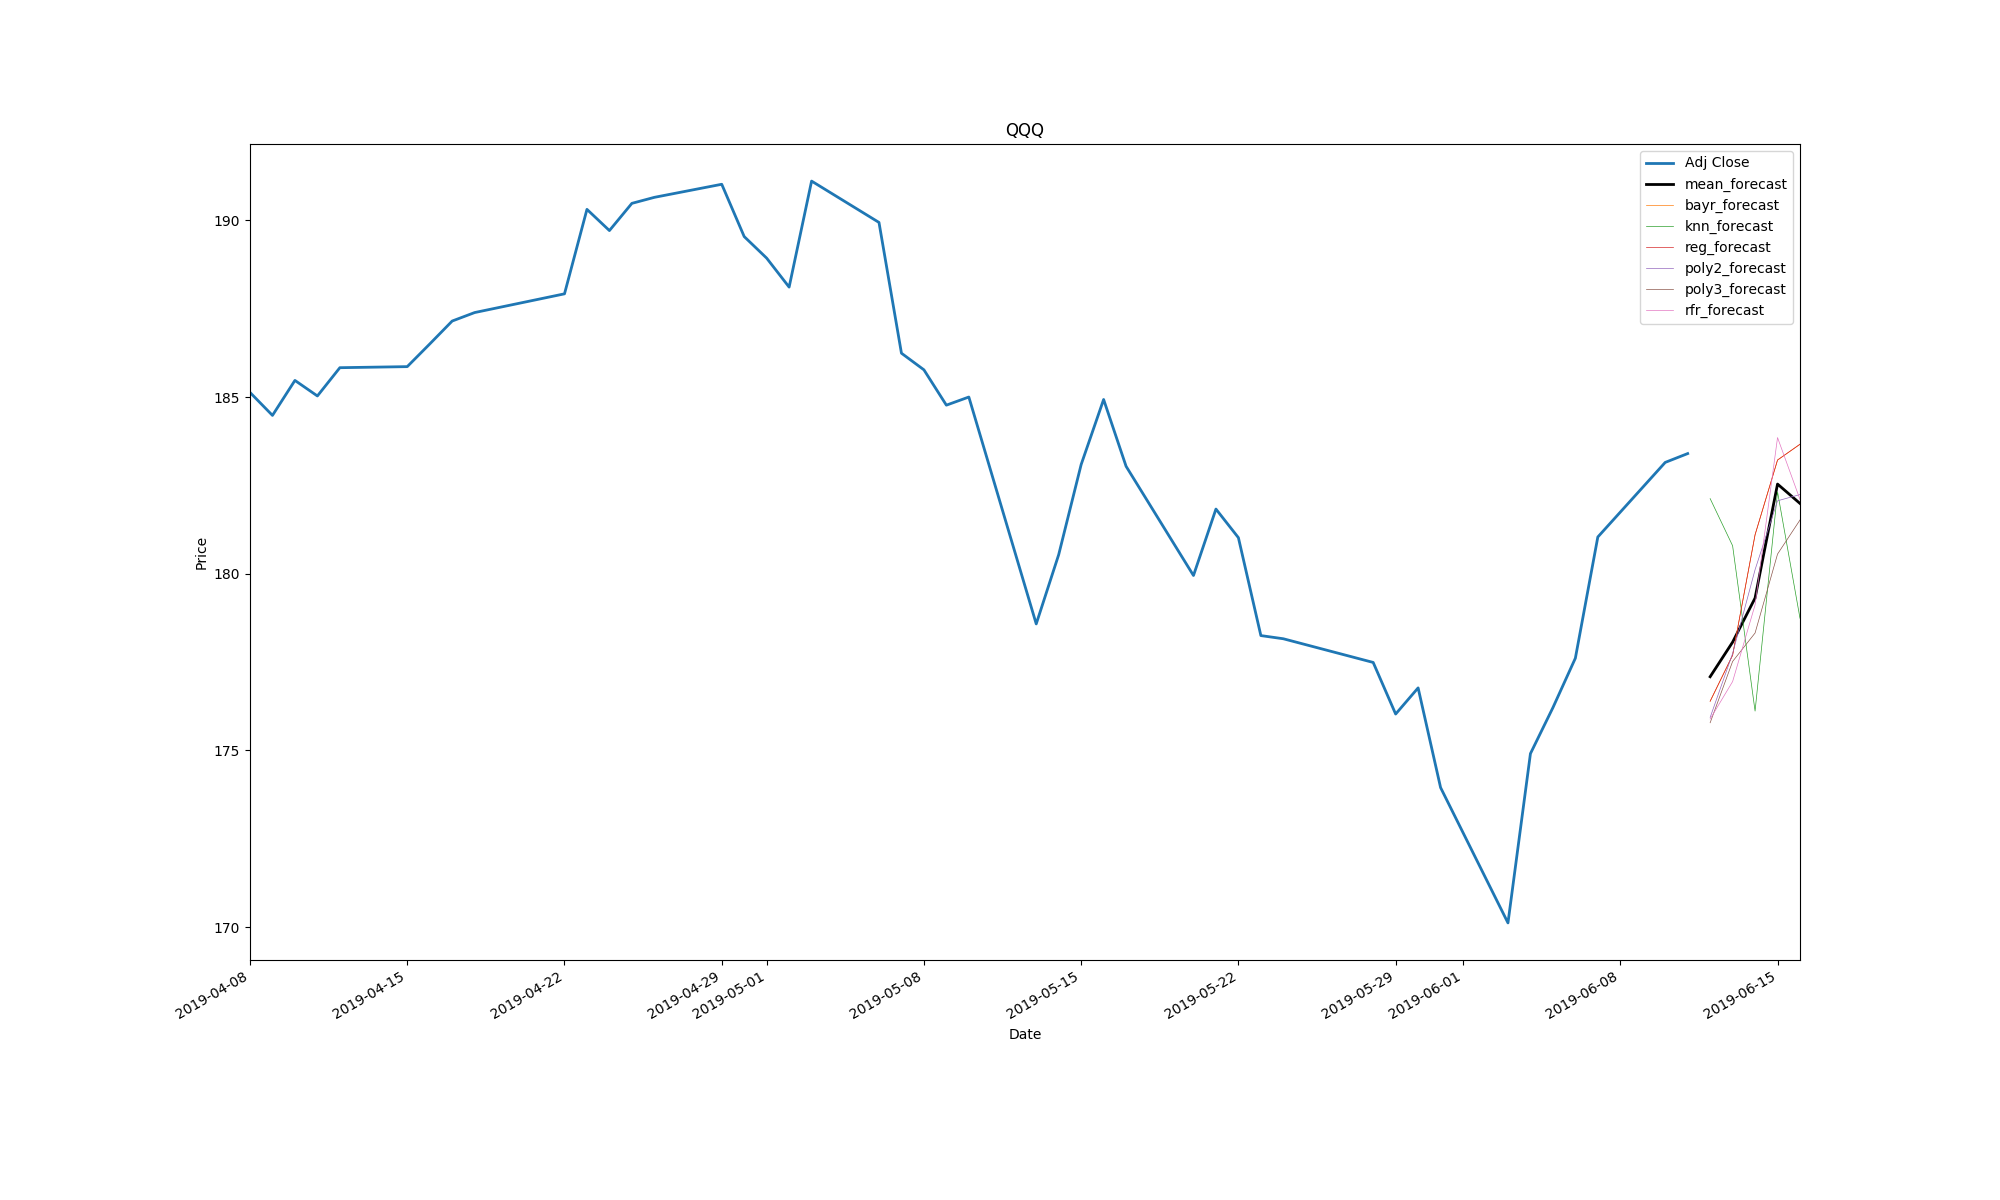 QQQ
Adj Close
mean_forecast
bayr_forecast
knn_forecast
reg_forecast
poly2_forecast
poly3_forecast
rfr_forecast
190
185
180
175
170
Price
2019-04-08
2019-04-15
2019-04-22
2019-04-29
2019-05-01
2019-05-08
2019-05-15
2019-05-22
2019-05-29
2019-06-01
2019-06-08
2019-06-15
Date